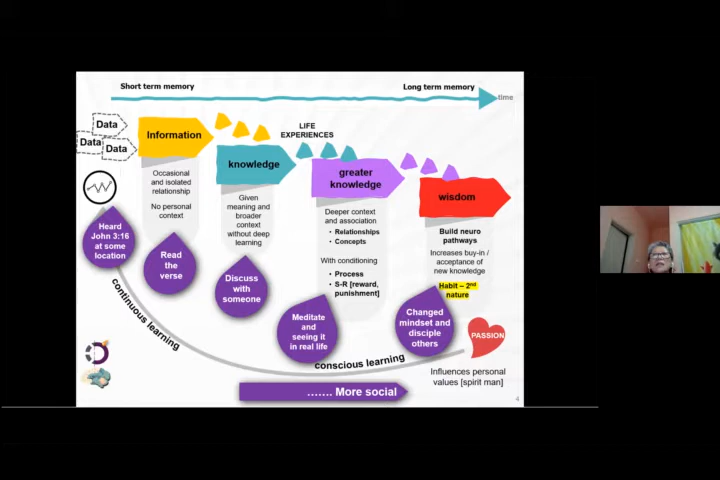 Short term memory
Long term memory
time
Data
Data
Data
Information
LIFE
EXPERIENCES
knowledge
greater
knowledge
wisdom
Occasional
and isolated
relationship
No personal
context
Given
meaning and
broader
context
without deep
learning
Deeper context
and association
• Relationships
• Concepts
With conditioning
• Process
• S-R [reward,
punishment]
Build neuro
pathways
Increases buy-in /
acceptance of
new knowledge
Habit – 2nd
nature
Heard
John 3:16
at some
location
Read
the
verse
Discuss
with
someone
Meditate
and
seeing it
in real life
Changed
mindset and
disciple
others
PASSION
continuous learning
conscious learning
Influences personal
values [spirit man]
....... More social
4